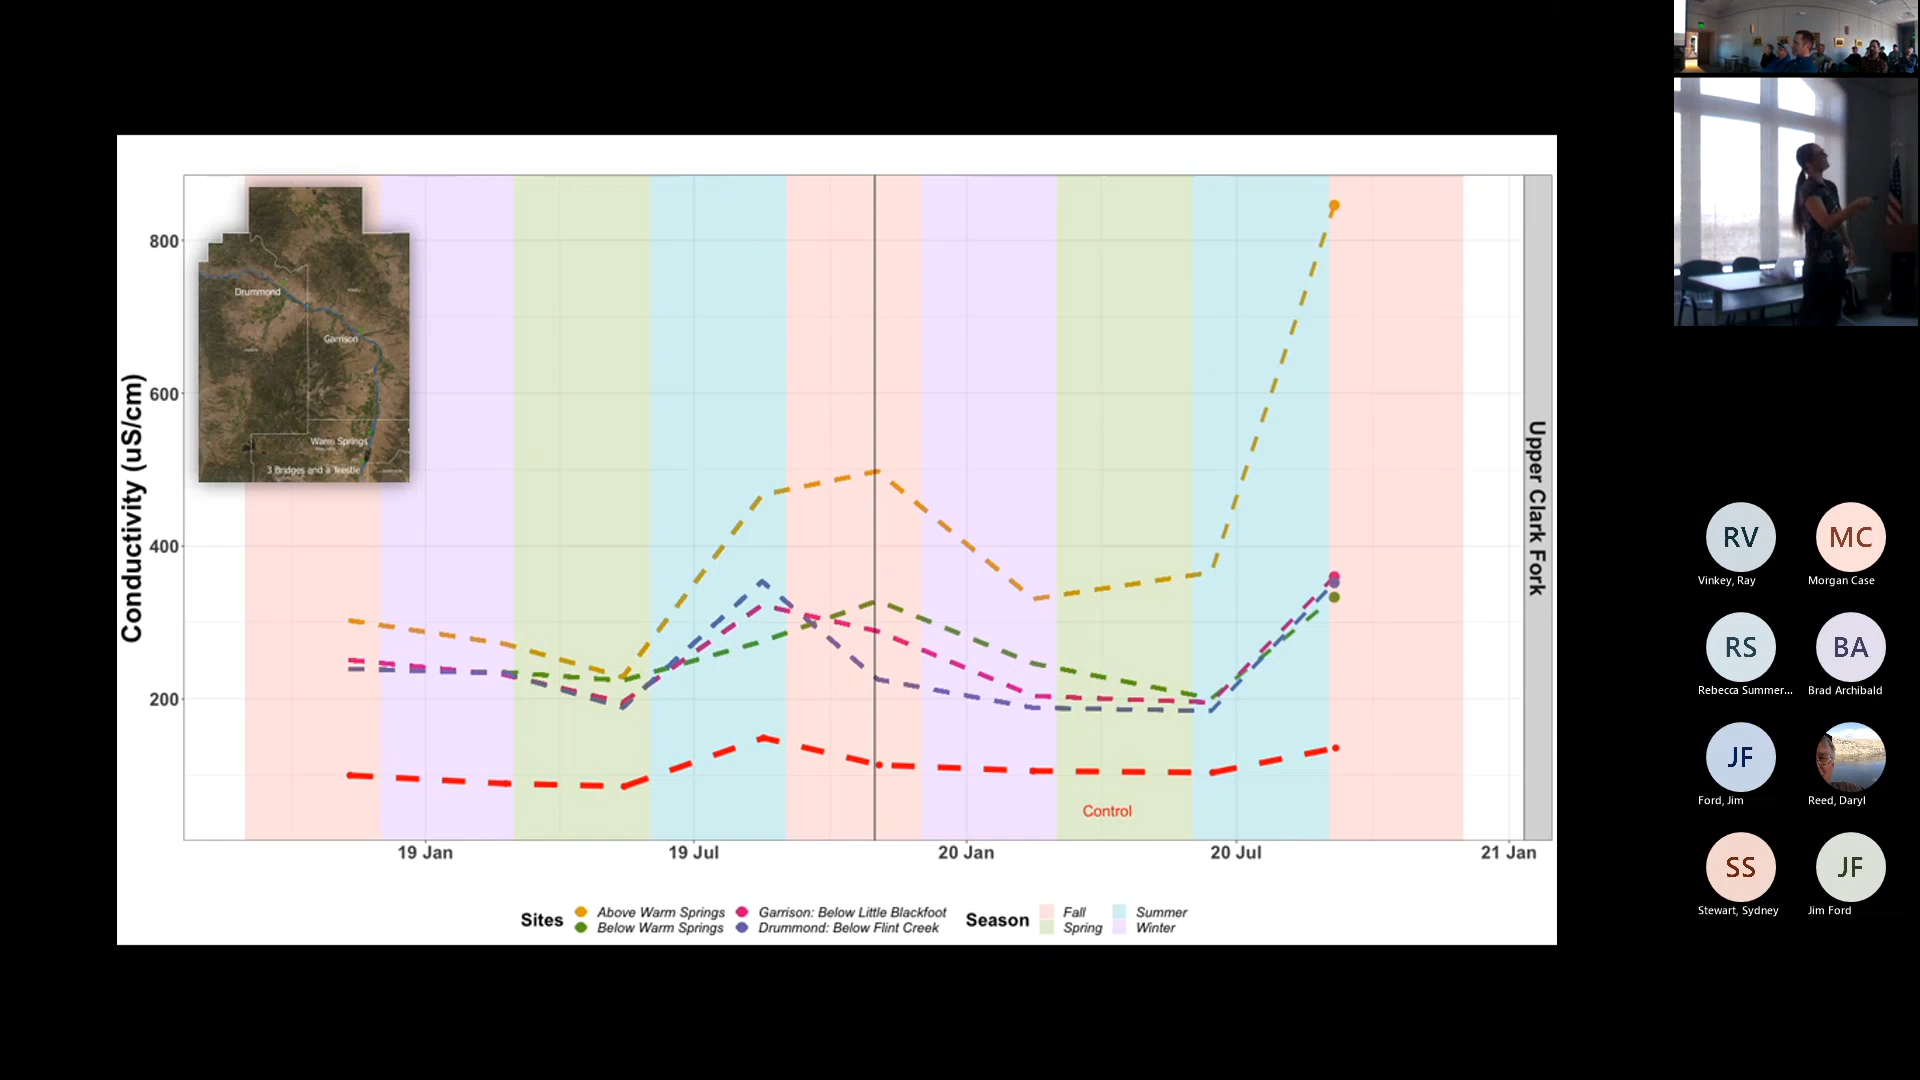 Drummond
Garrison
Warm Springs
3 Bridges and a Trestle
800
600
400
200
Conductivity (uS/cm)
Control
Upper Clark Fork
19 Jan
19 Jul
20 Jan
20 Jul
21 Jan
Sites
Above Warm Springs
Garrison: Below Little Blackfoot
Below Warm Springs
Drummond: Below Flint Creek
Season
Fall
Summer
Spring
Winter
RV
Vinkey, Ray
MC
Morgan Case
RS
Rebecca Summer...
BA
Brad Archibald
JF
Ford, Jim
Reed, Daryl
SS
Stewart, Sydney
JF
Jim Ford